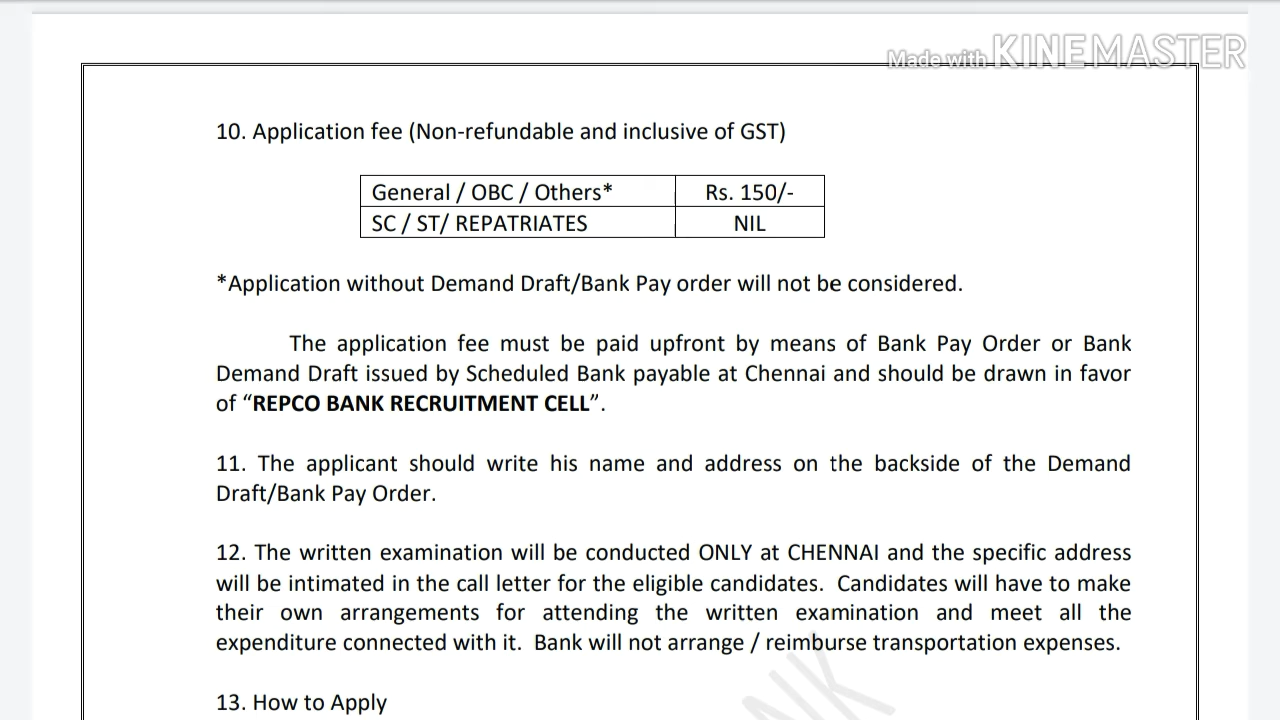 Made with KINEMASTER
10. Application fee (Non-refundable and inclusive of GST)
General / OBC / Others* Rs. 150/-
SC / ST/ REPATRIATES NIL
*Application without Demand Draft/Bank Pay order will not be considered.
The application fee must be paid upfront by means of Bank Pay Order or Bank
Demand Draft issued by Scheduled Bank payable at Chennai and should be drawn in favor
of “REPCO BANK RECRUITMENT CELL”.
11. The applicant should write his name and address on the backside of the Demand
Draft/Bank Pay Order.
12. The written examination will be conducted ONLY at CHENNAI and the specific address
will be intimated in the call letter for the eligible candidates. Candidates will have to make
their own arrangements for attending the written examination and meet all the
expenditure connected with it. Bank will not arrange / reimburse transportation expenses.
13. How to Apply